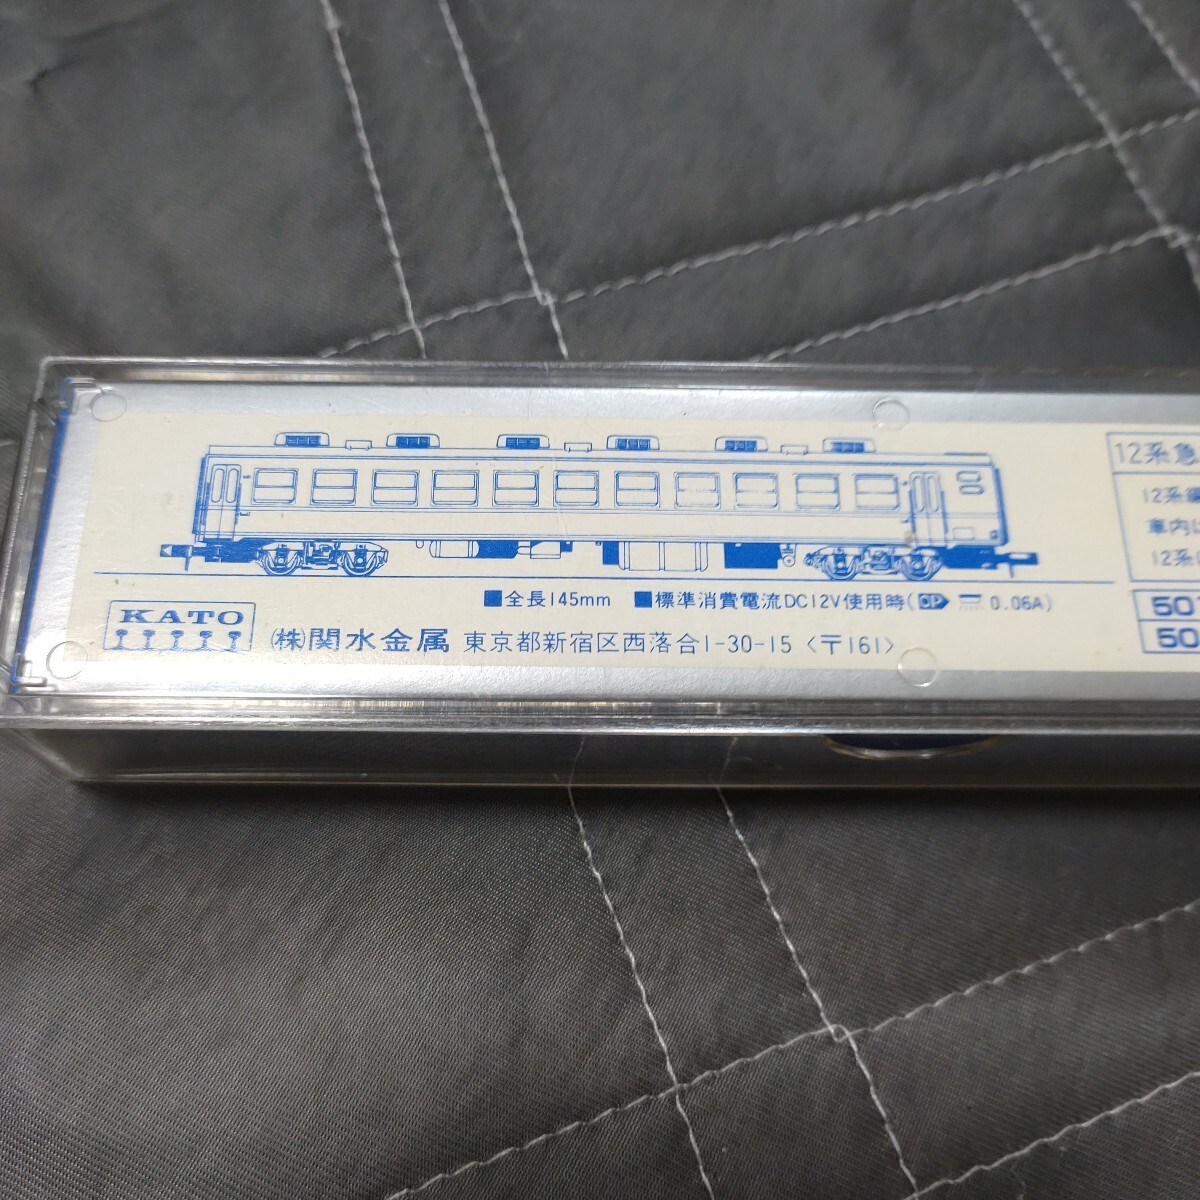 12系急
12系編
車内
12系
■全長145mm ■標準消費電流DC12V使用時( 0.06A)
50
50
KATO
(株)関水金属 東京都新宿区西落合1-30-15 〈〒161〉